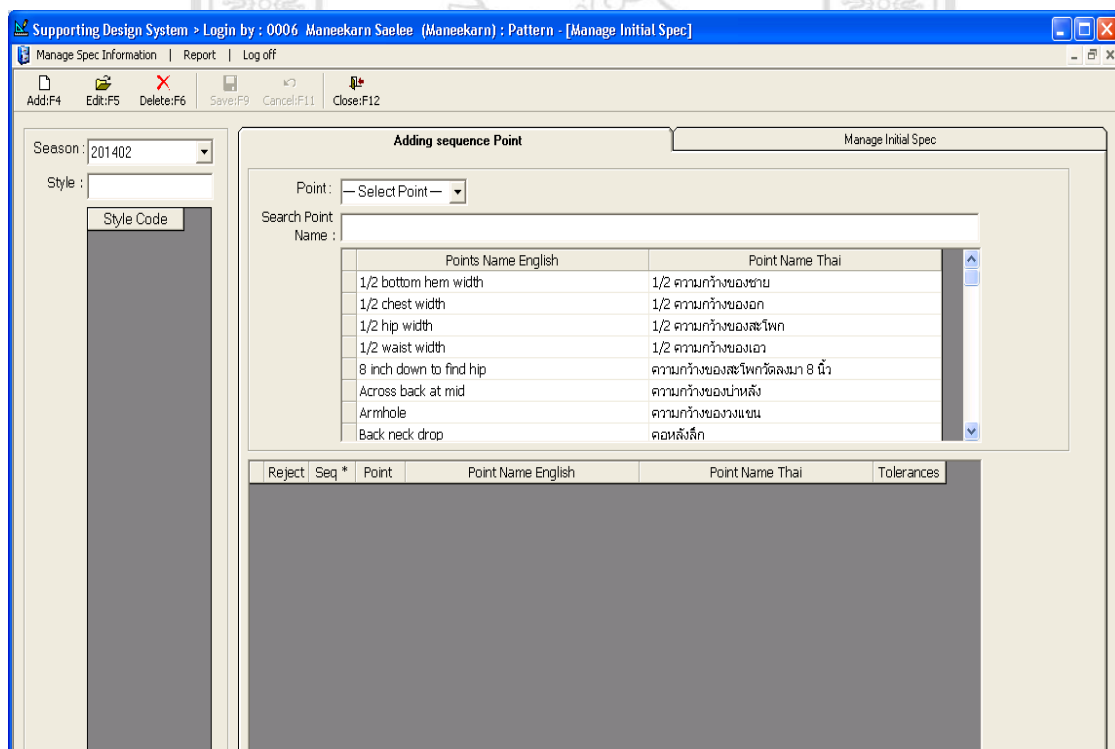 Supporting Design System > Login by : 0006 Maneekarn Saelee (Maneekarn) : Pattern - [Manage Initial Spec]
Manage Spec Information | Report | Log off
Add:F4 Edit:F5 Delete:F6 Save:F9 Cancel:F11 Close:F12
Season : 201402
Style :
Style Code
Adding sequence Point Manage Initial Spec
Point : — Select Point —
Search Point
Name :
Points Name English Point Name Thai
1/2 bottom hem width 1/2 ความกว้างของชาย
1/2 chest width 1/2 ความกว้างของอก
1/2 hip width 1/2 ความกว้างของสะโพก
1/2 waist width 1/2 ความกว้างของเอว
8 inch down to find hip ความกว้างของสะโพกวัดลงมา 8 นิ้ว
Across back at mid ความกว้างของบ่าหลัง
Armhole ความกว้างของวงแขน
Back neck drop คอหลังลึก
Reject Seq * Point Point Name English Point Name Thai Tolerances